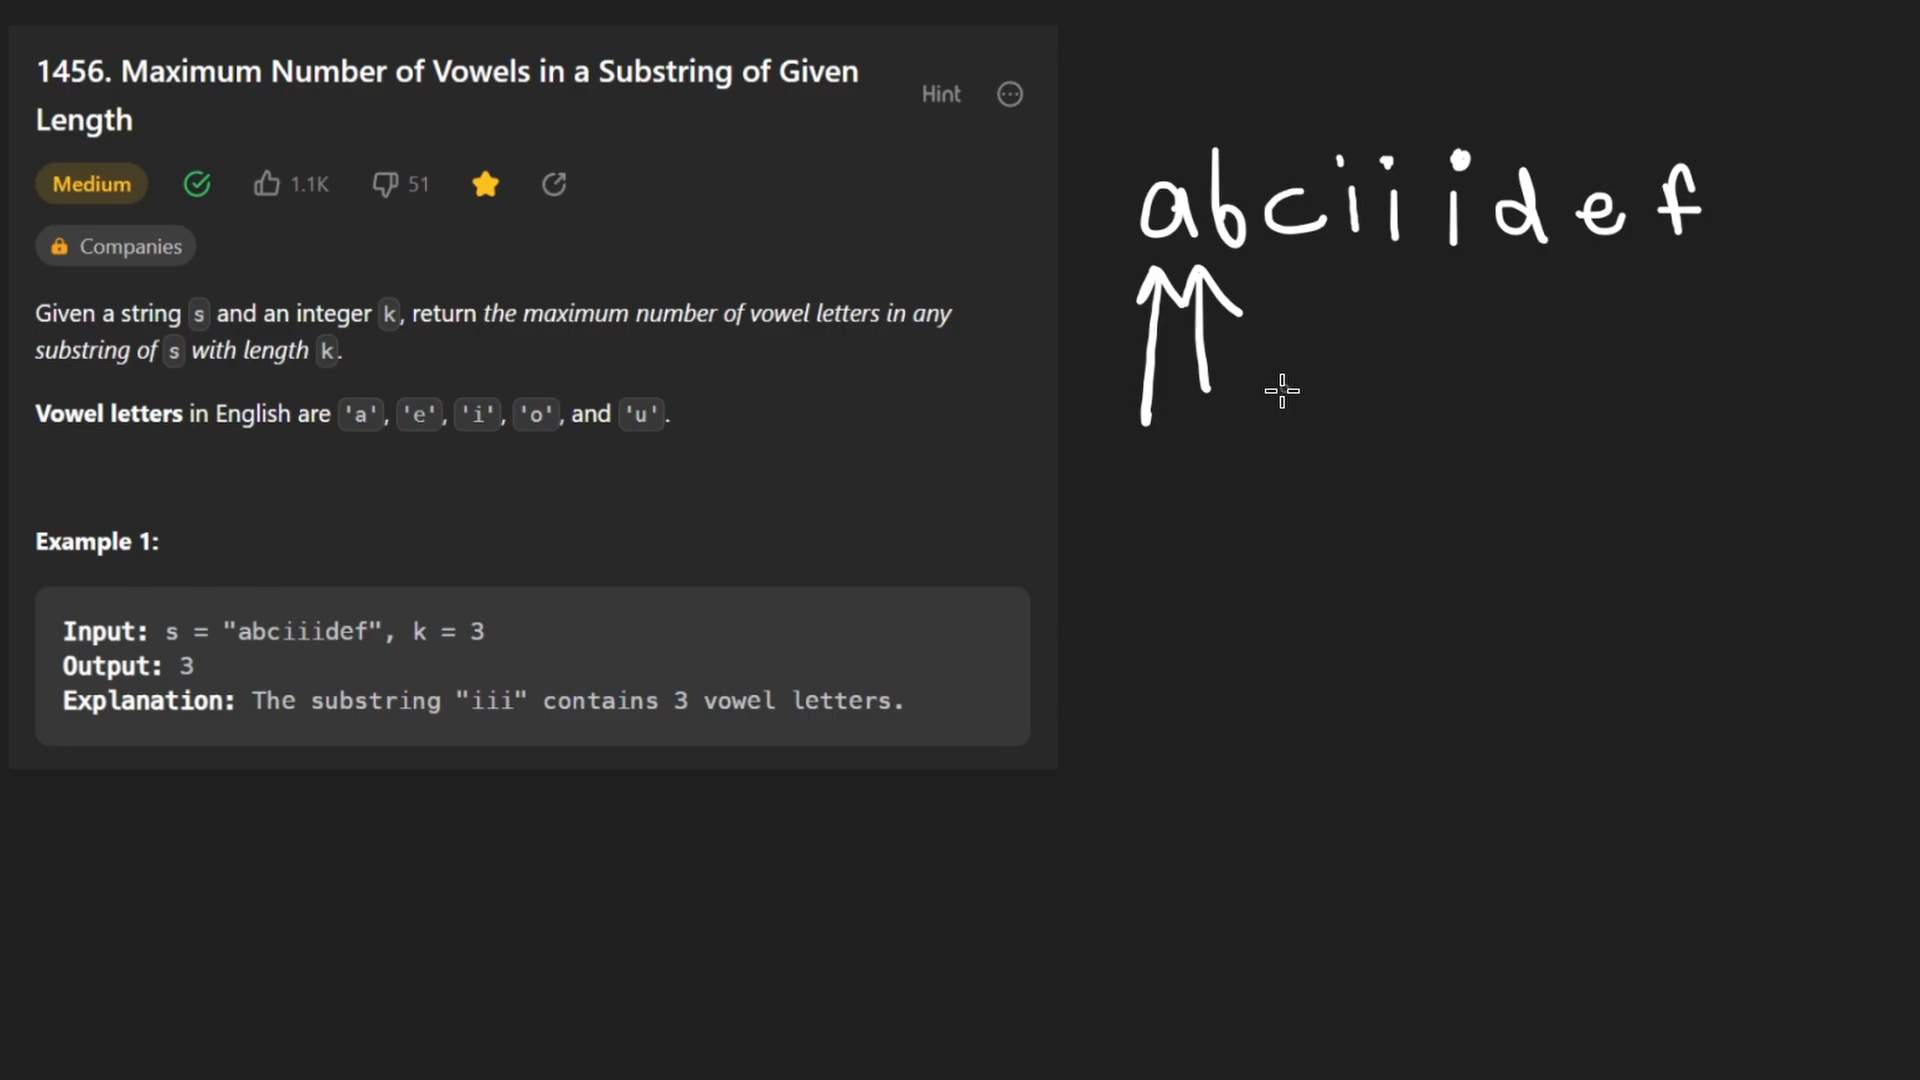 1456. Maximum Number of Vowels in a Substring of Given
Length
Hint
Medium
1.1K
51
Companies
Given a string s and an integer k, return the maximum number of vowel letters in any
substring of s with length k.
Vowel letters in English are 'a', 'e', 'i', 'o', and 'u'.
Example 1:
Input: s = "abciiidef", k = 3
Output: 3
Explanation: The substring "iii" contains 3 vowel letters.
abciiidef